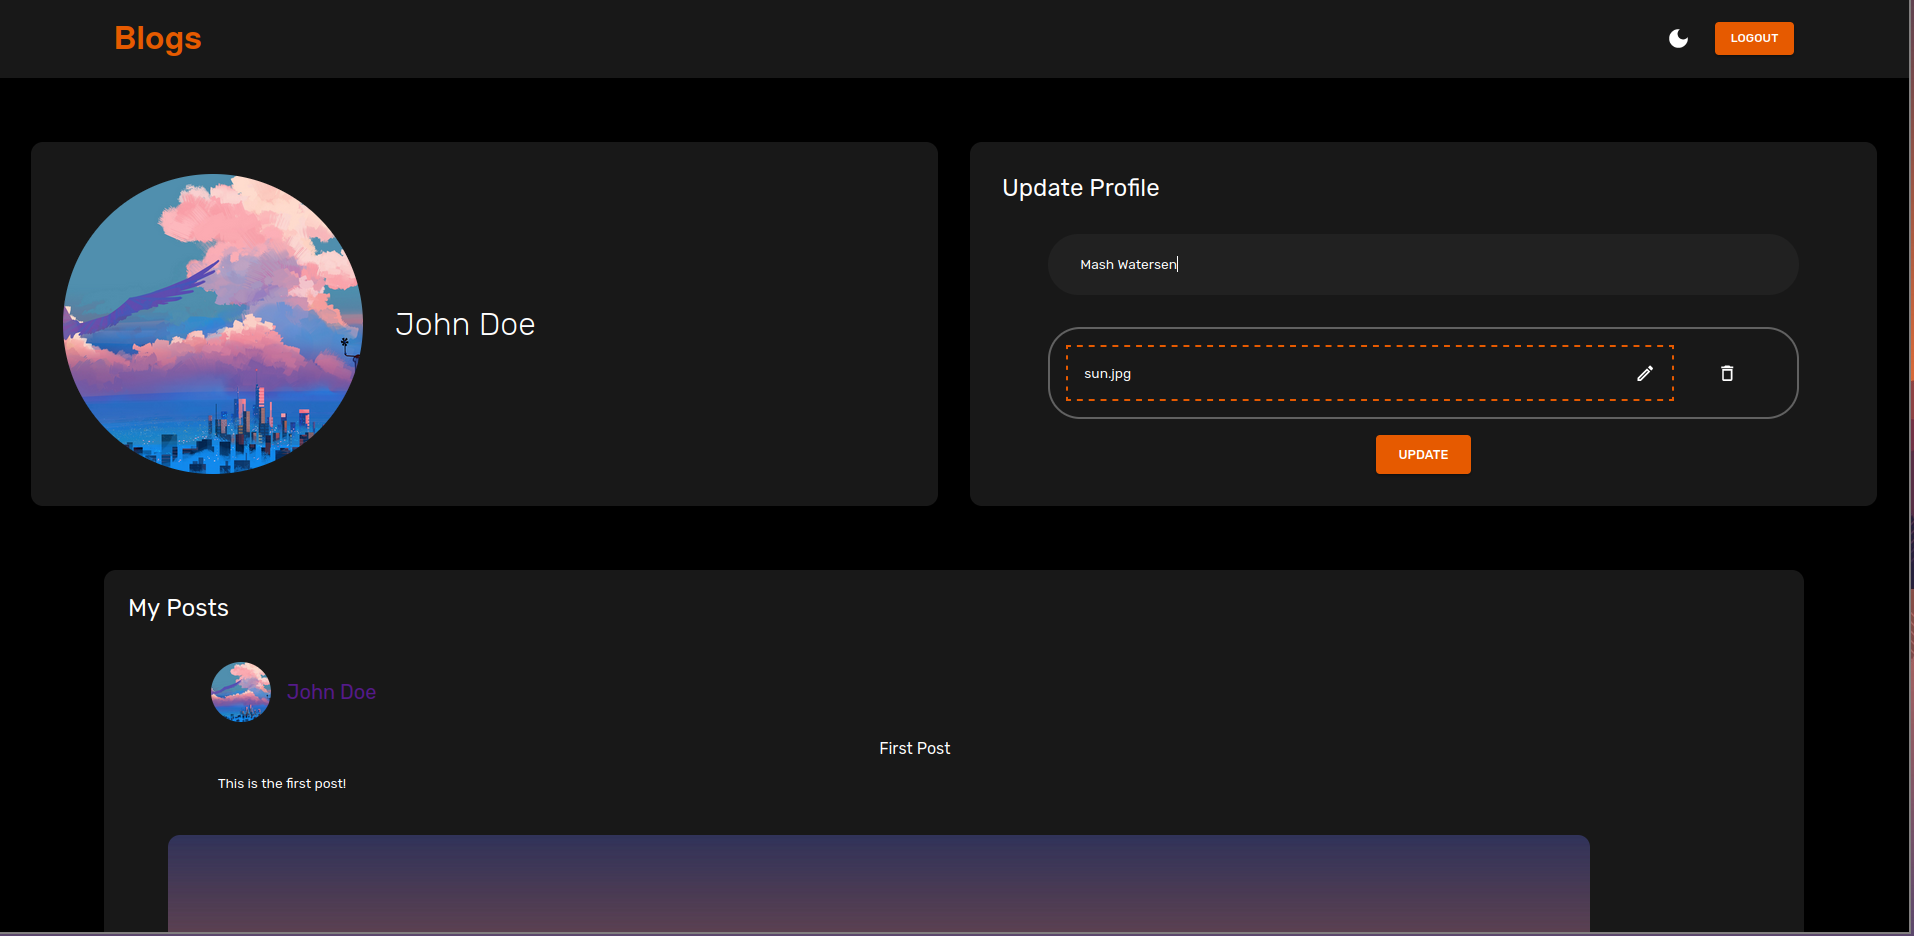 Blogs
LOGOUT
John Doe
Update Profile
Mash Watersen
sun.jpg
UPDATE
My Posts
John Doe
First Post
This is the first post!